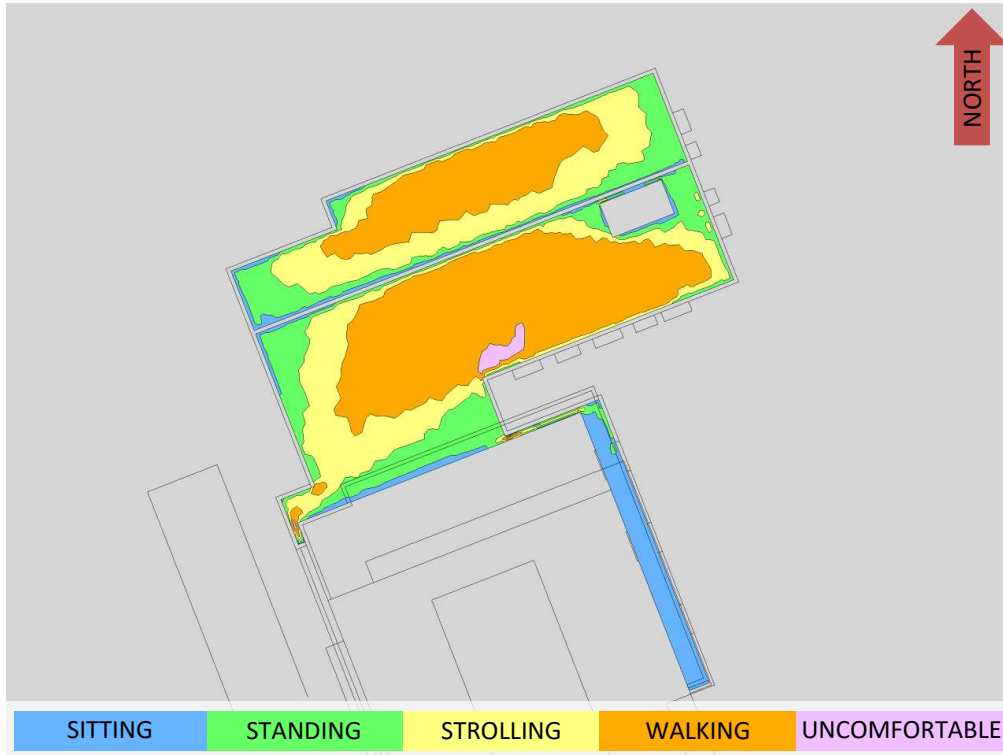 NORTH
SITTING
STANDING
STROLLING
WALKING
UNCOMFORTABLE